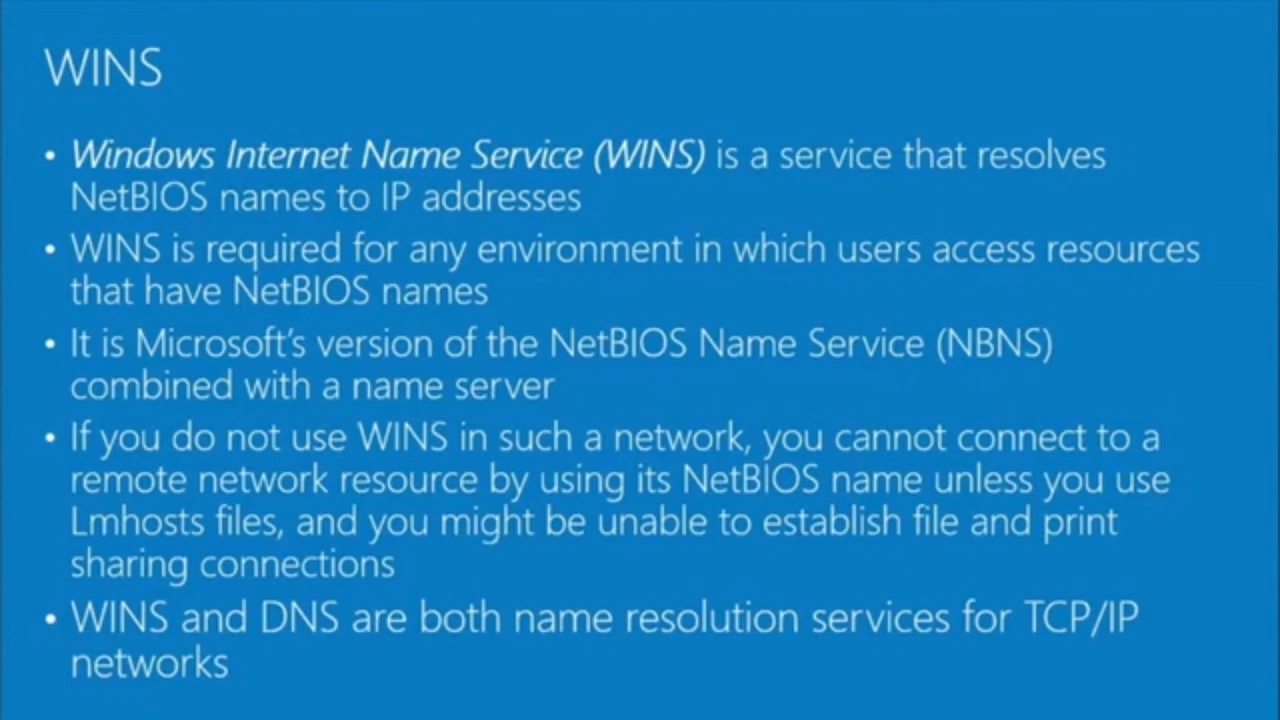 WINS
• Windows Internet Name Service (WINS) is a service that resolves
NetBIOS names to IP addresses
• WINS is required for any environment in which users access resources
that have NetBIOS names
• It is Microsoft's version of the NetBIOS Name Service (NBNS)
combined with a name server
• If you do not use WINS in such a network, you cannot connect to a
remote network resource by using its NetBIOS name unless you use
Lmhosts files, and you might be unable to establish file and print
sharing connections
• WINS and DNS are both name resolution services for TCP/IP
networks